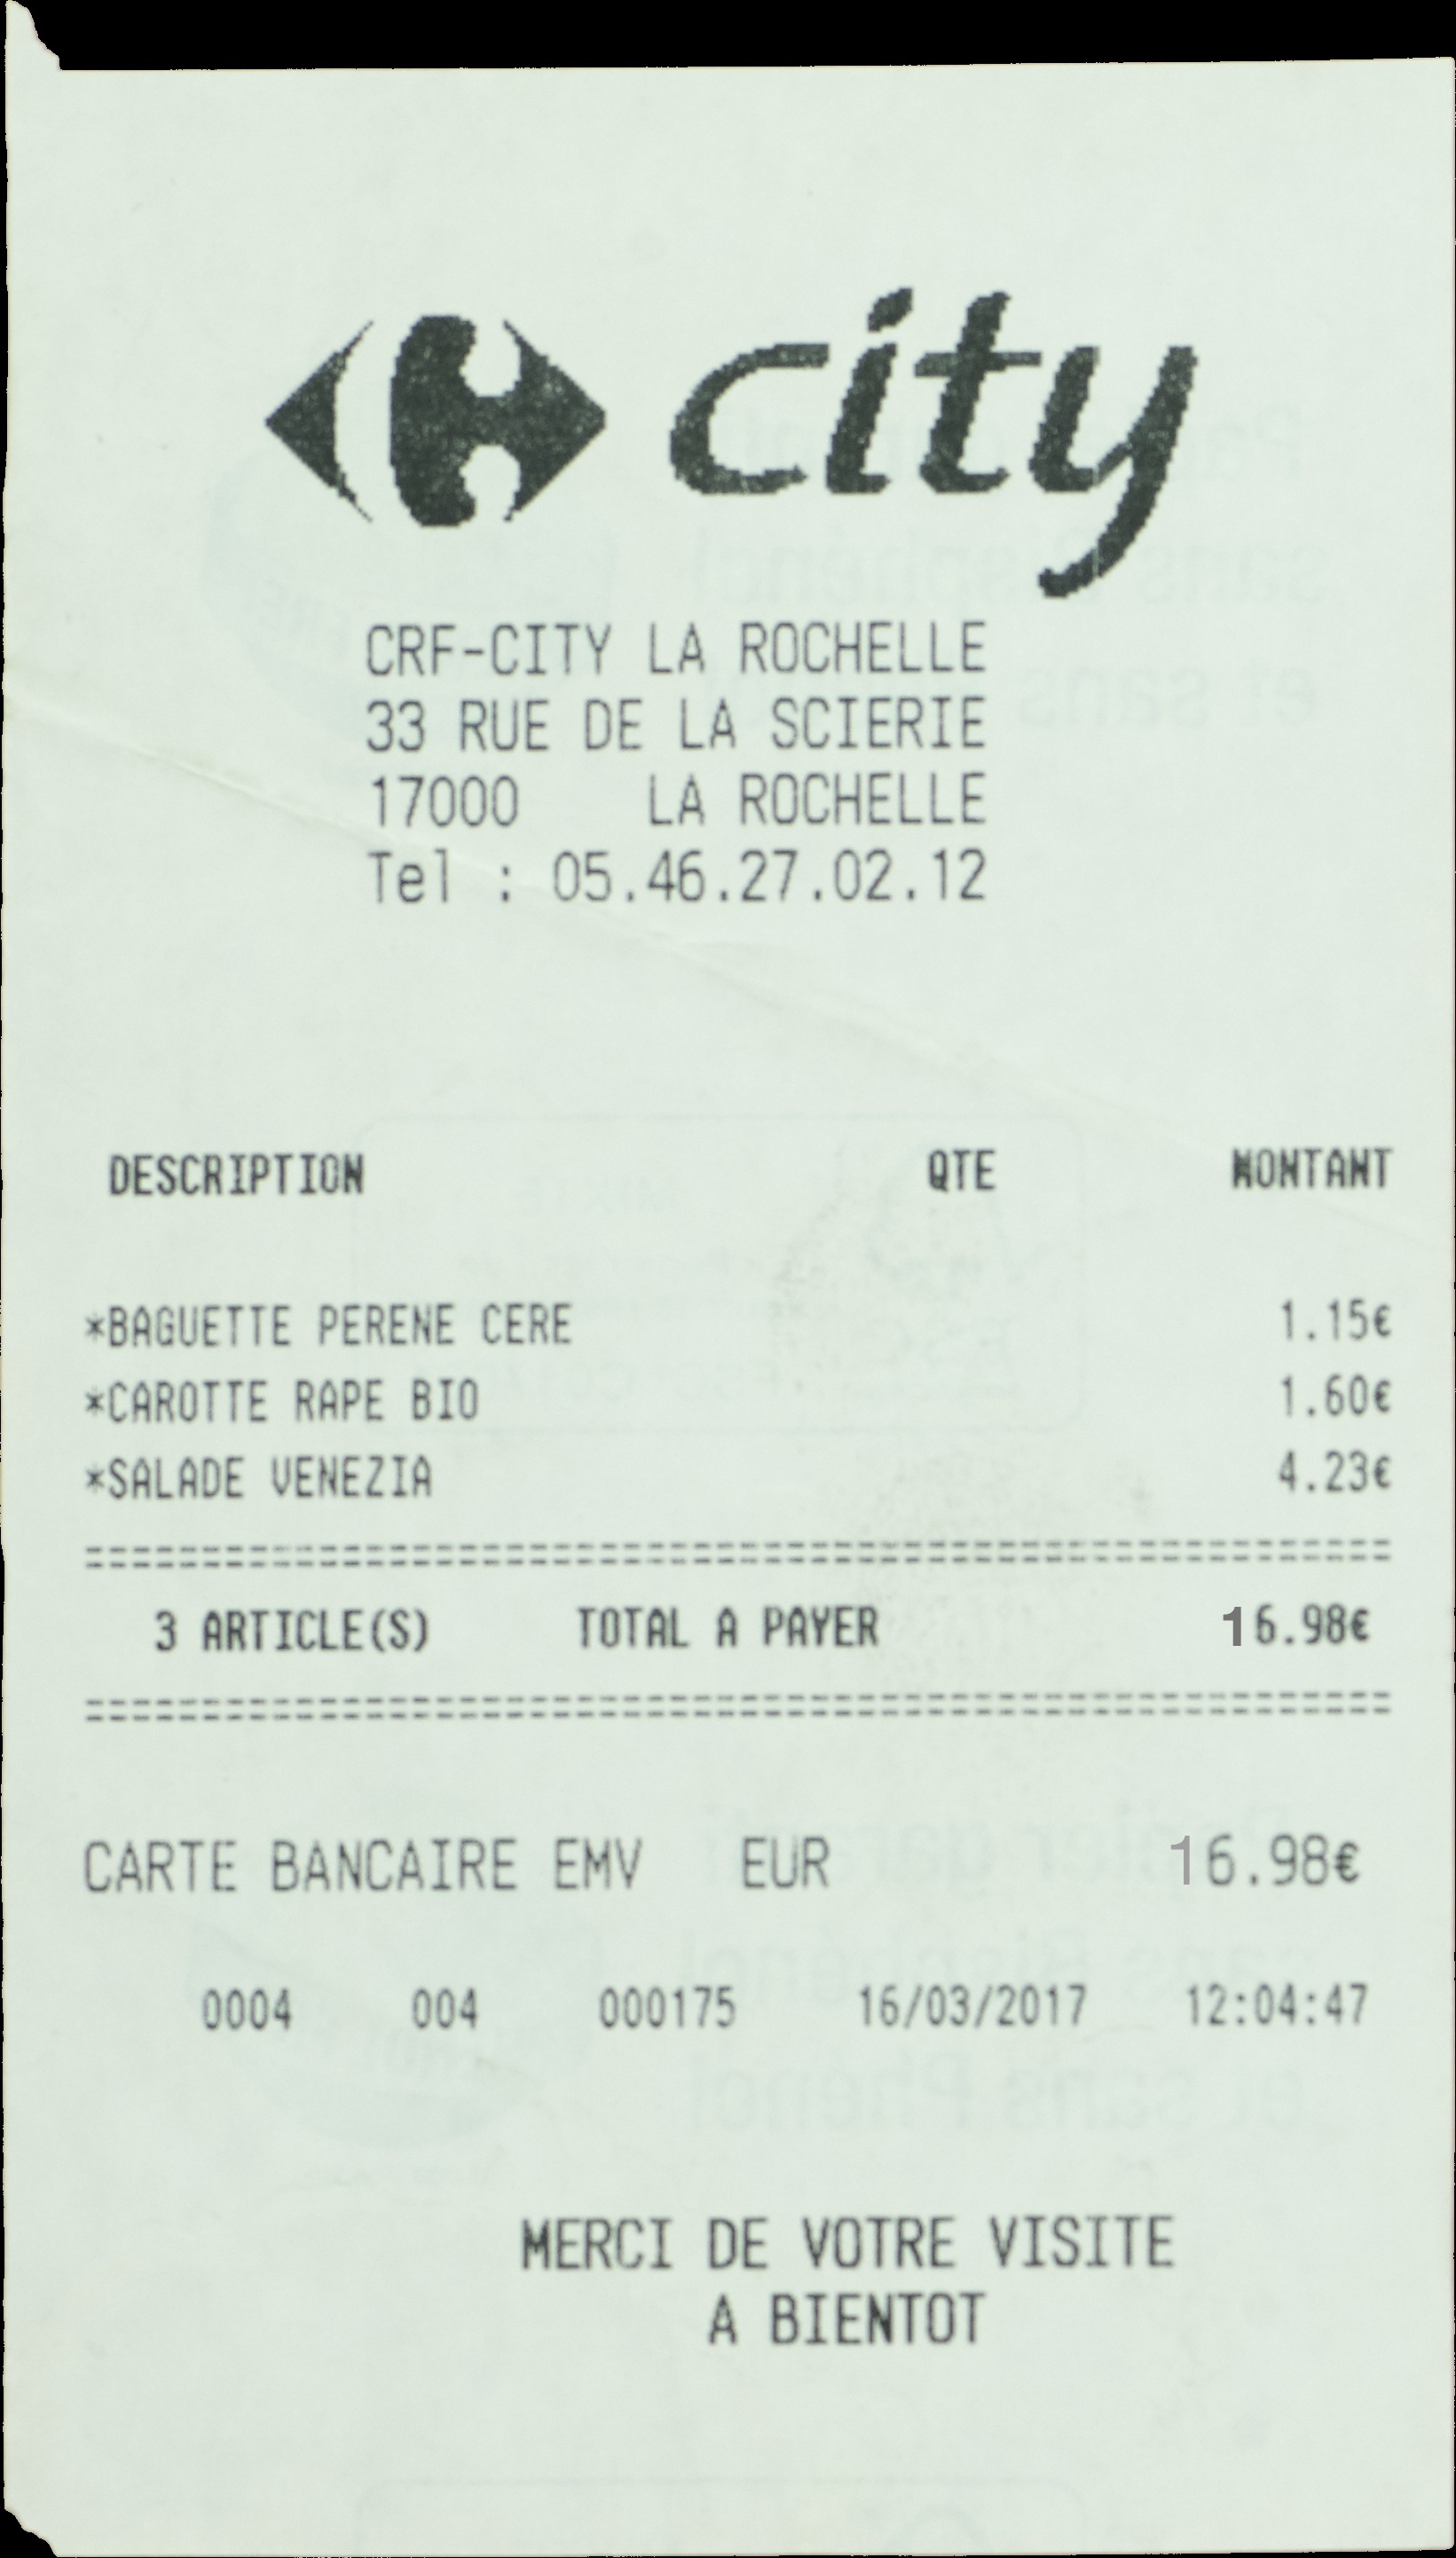 city
CRF-CITY LA ROCHELLE
33 RUE DE LA SCIERIE
17000 LA ROCHELLE
Tel : 05.46.27.02.12
DESCRIPTION QTE MONTANT
*BAGUETTE PERENE CERE 1.15€
*CAROTTE RAPE BIO 1.60€
*SALADE VENEZIA 4.23€
========================================================
3 ARTICLE(S) TOTAL A PAYER 16.98€
========================================================
CARTE BANCAIRE EMV EUR 16.98€
0004 004 000175 16/03/2017 12:04:47
MERCI DE VOTRE VISITE
A BIENTOT